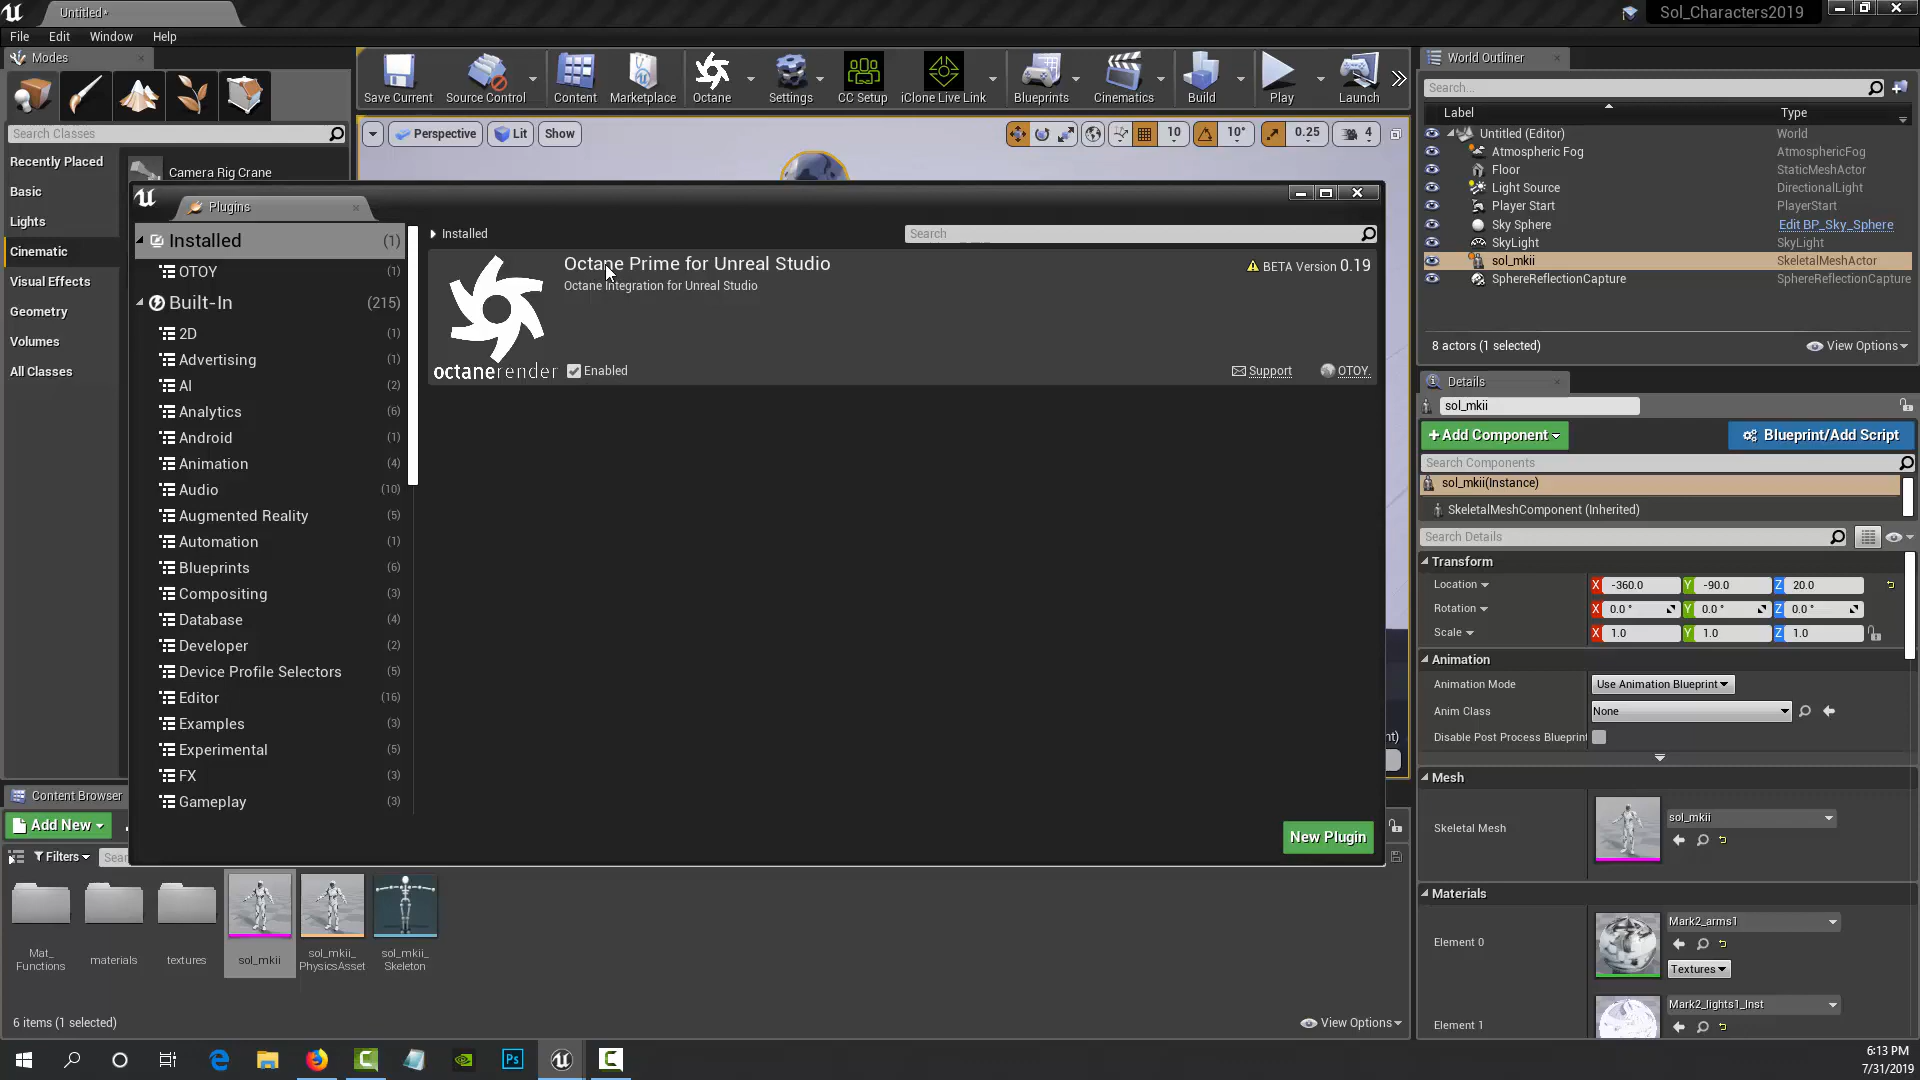 Untitled*
Sol_Characters2019
File Edit Window Help
Modes
Save Current Source Control Content Marketplace Octane Settings CC Setup iClone Live Link Blueprints Cinematics Build Play Launch
Search Classes
Recently Placed
Basic
Lights
Cinematic
Visual Effects
Geometry
Volumes
All Classes
Camera Rig Crane
Perspective Lit Show
10 10° 0.25 4
Plugins
Installed (1)
OTOY (1)
Built-In (215)
2D (1)
Advertising (1)
AI (2)
Analytics (6)
Android (1)
Animation (4)
Audio (10)
Augmented Reality (5)
Automation (1)
Blueprints (6)
Compositing (3)
Database (4)
Developer (2)
Device Profile Selectors (5)
Editor (16)
Examples (3)
Experimental (5)
FX (3)
Gameplay (3)
Installed
Search
Octane Prime for Unreal Studio
BETA Version 0.19
Octane Integration for Unreal Studio
octanerender
Enabled
Support
OTOY.
New Plugin
nt)
World Outliner
Search...
Label Type
Untitled (Editor) World
Atmospheric Fog AtmosphericFog
Floor StaticMeshActor
Light Source DirectionalLight
Player Start PlayerStart
Sky Sphere Edit BP_Sky_Sphere
SkyLight SkyLight
sol_mkii SkeletalMeshActor
SphereReflectionCapture SphereReflectionCapture
8 actors (1 selected) View Options
Details
sol_mkii
+Add Component Blueprint/Add Script
Search Components
sol_mkii(Instance)
SkeletalMeshComponent (Inherited)
Search Details
Transform
Location X -360.0 Y -90.0 Z 20.0
Rotation X 0.0 ° Y 0.0 ° Z 0.0 °
Scale X 1.0 Y 1.0 Z 1.0
Animation
Animation Mode Use Animation Blueprint
Anim Class None
Disable Post Process Blueprint
Mesh
Skeletal Mesh sol_mkii
Materials
Element 0 Mark2_arms1
Textures
Element 1 Mark2_lights1_Inst
Content Browser
Add New
Filters Sear
Mat_
Functions
materials
textures
sol_mkii
sol_mkii_
PhysicsAsset
sol_mkii_
Skeleton
6 items (1 selected) View Options
Ps
6:13 PM
7/31/2019